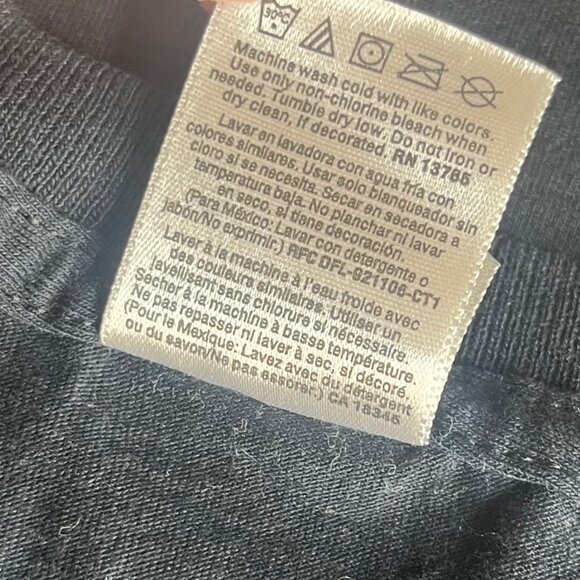 30°C
Machine wash cold with like colors.
Use only non-chlorine bleach when
needed. Tumble dry low. Do not iron or
dry clean, if decorated. RN 13765
Lavar en lavadora con agua fría con
colores similares. Usar solo blanqueador sin
cloro si se necesita. Secar en secadora a
temperatura baja. No planchar ni lavar
en seco, si tiene decoración.
(Para México: Lavar con detergente o
jabón/No exprimir.) RFC DFL-921106-CT1
Laver à la machine à l'eau froide avec
des couleurs similaires. Utiliser un
javellisant sans chlorure si nécessaire.
Sécher à la machine à basse température.
Ne pas repasser ni laver à sec, si décoré.
(Pour le Mexique: Lavez avec du détergent
ou du savon/Ne pas essorer.) CA 18345